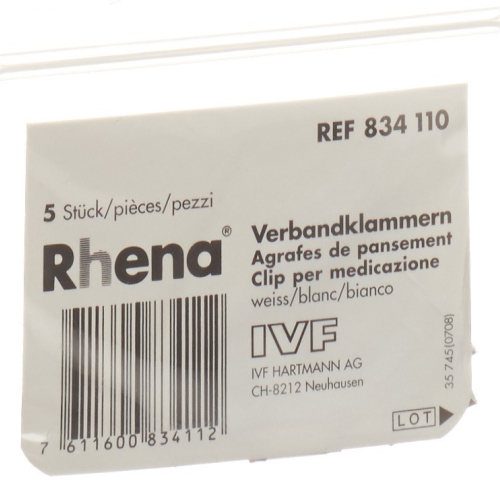 REF 834 110
5 Stück/pièces/pezzi
Rhena®
Verbandklammern
Agrafes de pansement
Clip per medicazione
weiss/blanc/bianco
IVF
IVF HARTMANN AG
CH-8212 Neuhausen
35 745(0708)
LOT
7 611600 834112